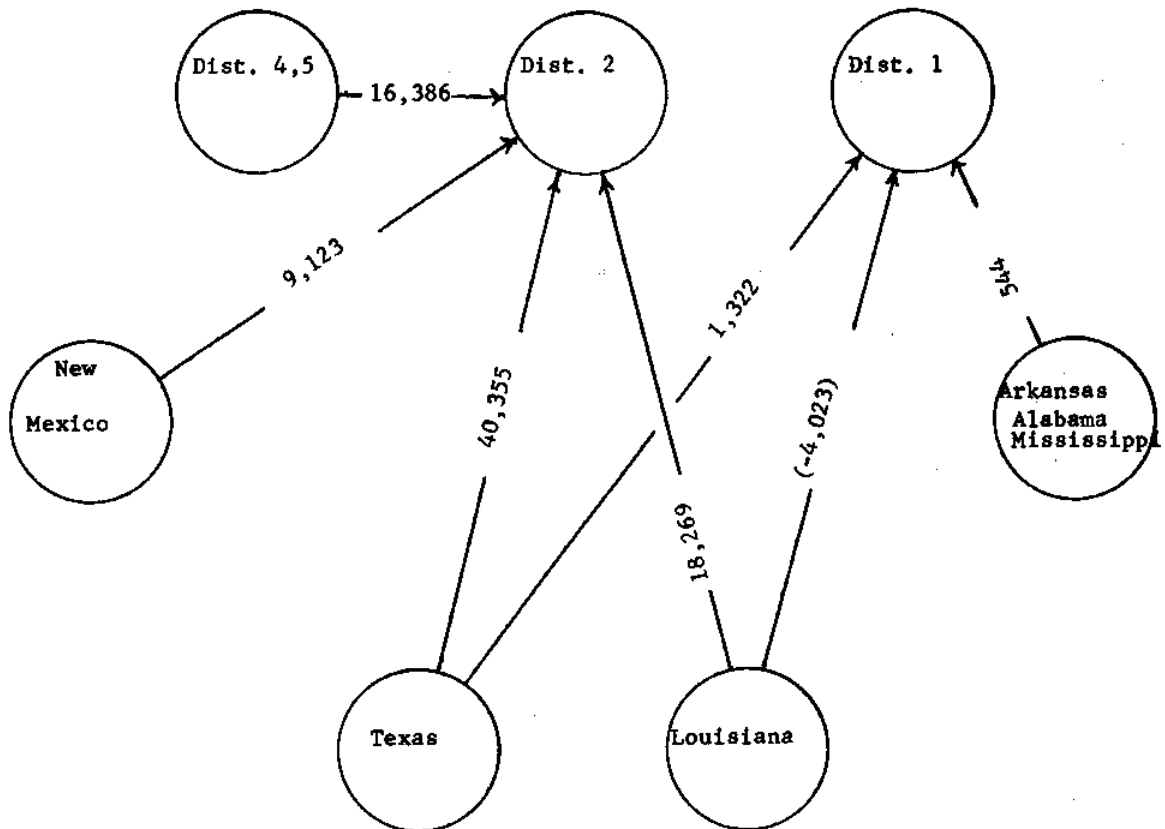 Dist. 4,5
16,386
Dist. 2
Dist. 1
9,123
1,322
544
New
Mexico
40,355
18,269
(-4,023)
Arkansas
Alabama
Mississippi
Texas
Louisiana